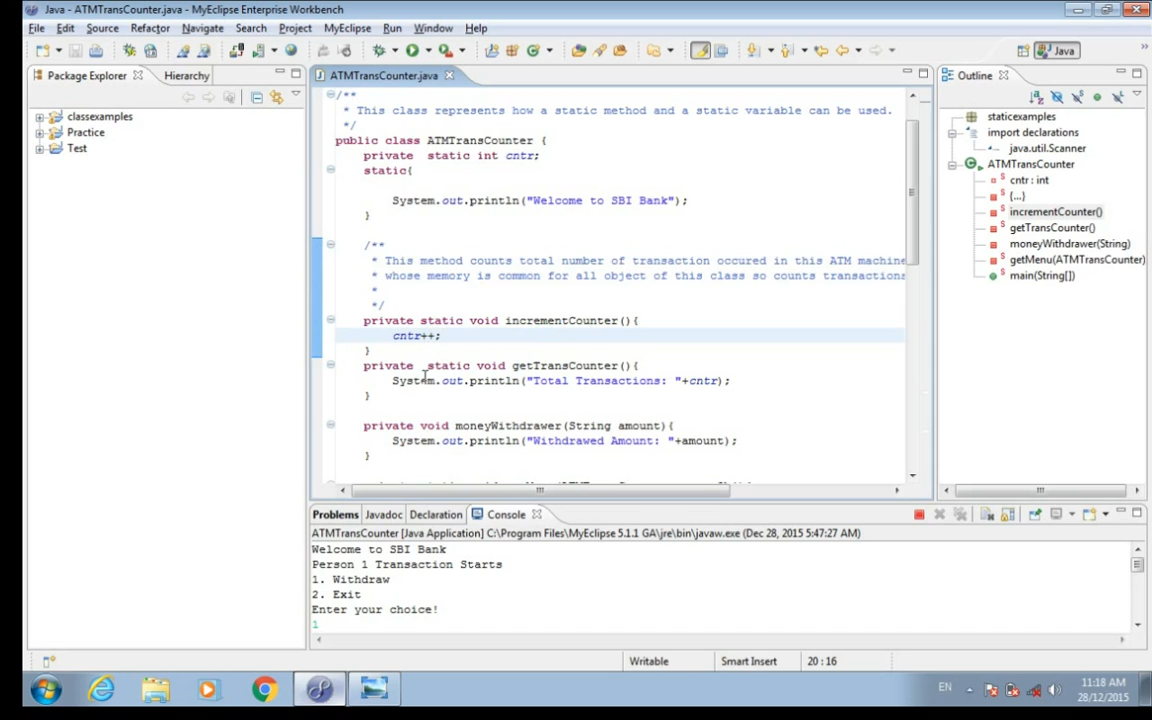 Java - ATMTransCounter.java - MyEclipse Enterprise Workbench
File Edit Source Refactor Navigate Search Project MyEclipse Run Window Help
Java
Package Explorer Hierarchy
classexamples
Practice
Test
ATMTransCounter.java
/**
* This class represents how a static method and a static variable can be used.
*/
public class ATMTransCounter {
private static int cntr;
static{
System.out.println("Welcome to SBI Bank");
}
/**
* This method counts total number of transaction occured in this ATM machine
* whose memory is common for all object of this class so counts transactions
*
*/
private static void incrementCounter(){
cntr++;
}
private static void getTransCounter(){
System.out.println("Total Transactions: "+cntr);
}
private void moneyWithdrawer(String amount){
System.out.println("Withdrawed Amount: "+amount);
}
Outline
staticexamples
import declarations
java.util.Scanner
ATMTransCounter
cntr : int
{...}
incrementCounter()
getTransCounter()
moneyWithdrawer(String)
getMenu(ATMTransCounter)
main(String[])
Problems Javadoc Declaration Console
ATMTransCounter [Java Application] C:\Program Files\MyEclipse 5.1.1 GA\jre\bin\javaw.exe (Dec 28, 2015 5:47:27 AM)
Welcome to SBI Bank
Person 1 Transaction Starts
1. Withdraw
2. Exit
Enter your choice!
1
Writable Smart Insert 20 : 16
EN
11:18 AM
28/12/2015